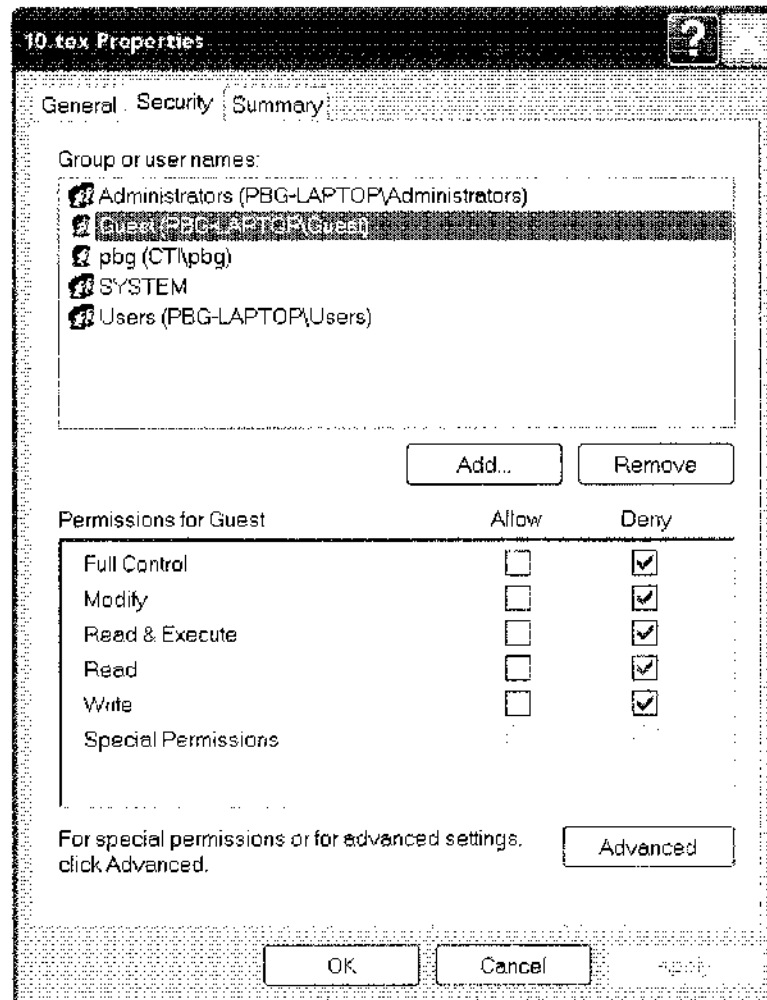 10.tex Properties
?
General Security Summary
Group or user names:
Administrators (PBG-LAPTOP\Administrators)
Guest (PBG-LAPTOP\Guest)
pbg (CTI\pbg)
SYSTEM
Users (PBG-LAPTOP\Users)
Add... Remove
Permissions for Guest Allow Deny
Full Control
Modify
Read & Execute
Read
Write
Special Permissions
For special permissions or for advanced settings,
click Advanced.
Advanced
OK Cancel Apply